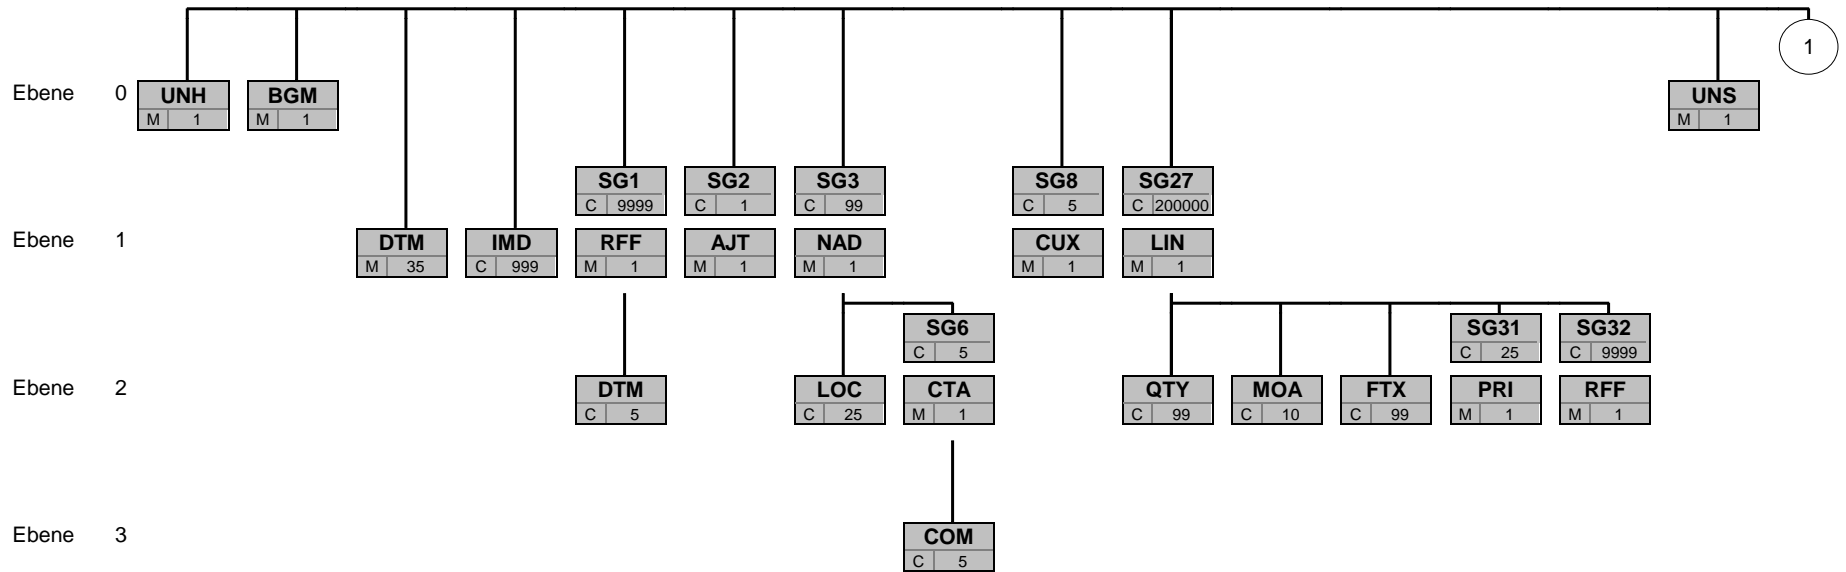 1
Ebene 0 UNH BGM UNS
M 1 M 1 M 1
SG1 SG2 SG3 SG8 SG27
C 9999 C 1 C 99 C 5 C 200000
Ebene 1 DTM IMD RFF AJT NAD CUX LIN
M 35 C 999 M 1 M 1 M 1 M 1 M 1
SG6 SG31 SG32
C 5 C 25 C 9999
Ebene 2 DTM LOC CTA QTY MOA FTX PRI RFF
C 5 C 25 M 1 C 99 C 10 C 99 M 1 M 1
Ebene 3 COM
C 5